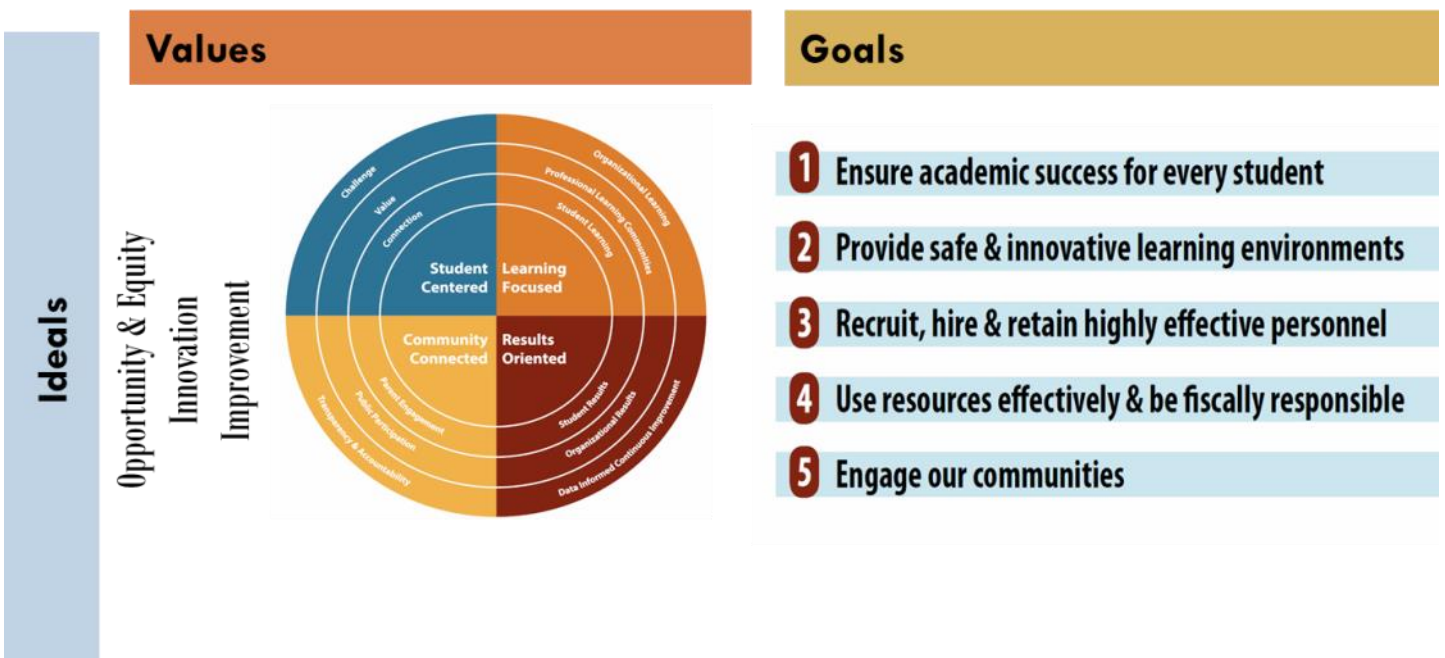 Values
Goals
Ideals
Opportunity & Equity
Innovation
Improvement
Challenge
Value
Connection
Student
Centered
Organizational Learning
Professional Learning Communities
Student Learning
Learning
Focused
Community
Connected
Parent Engagement
Public Participation
Transparency & Accountability
Results
Oriented
Student Results
Organizational Results
Data Informed Continuous Improvement
1 Ensure academic success for every student
2 Provide safe & innovative learning environments
3 Recruit, hire & retain highly effective personnel
4 Use resources effectively & be fiscally responsible
5 Engage our communities